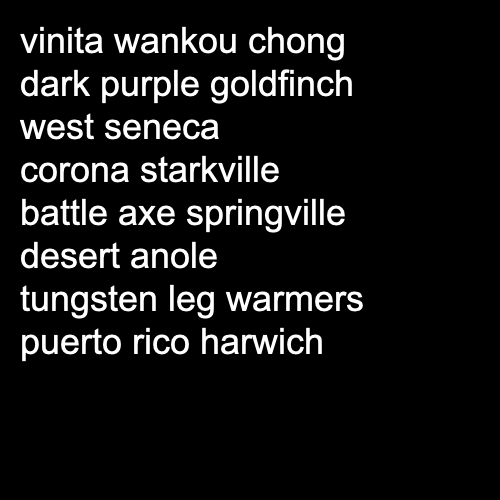 vinita wankou chong
dark purple goldfinch
west seneca
corona starkville
battle axe springville
desert anole
tungsten leg warmers
puerto rico harwich